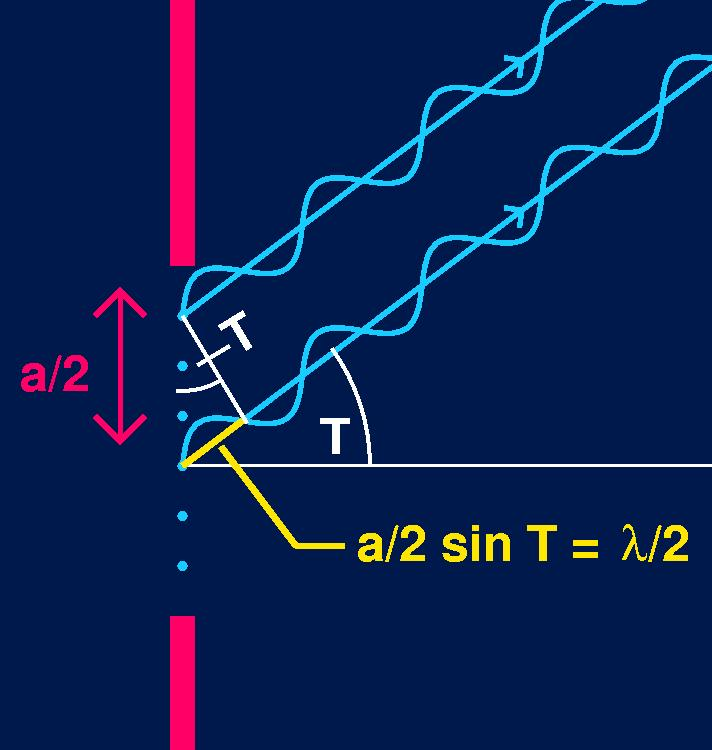 T
a/2
T
a/2 sin T = λ/2